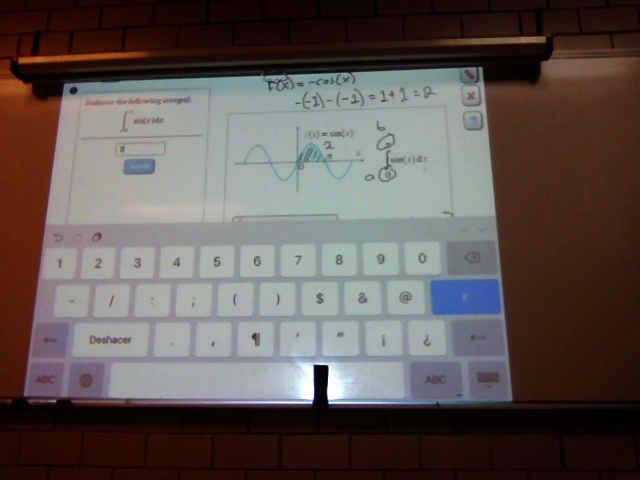 F(x) = -cos(x)
-(-1)-(-1) = 1+1 = 2
Evaluate the following integral:
∫ sin(x) dx
2
f(x) = sin(x)
2
π
x
b
a 0
∫ sin(x) dx
1 2 3 4 5 6 7 8 9 0
- / : ; ( ) $ & @
Deshacer . , ¶ ' " ¡ ¿
ABC ABC